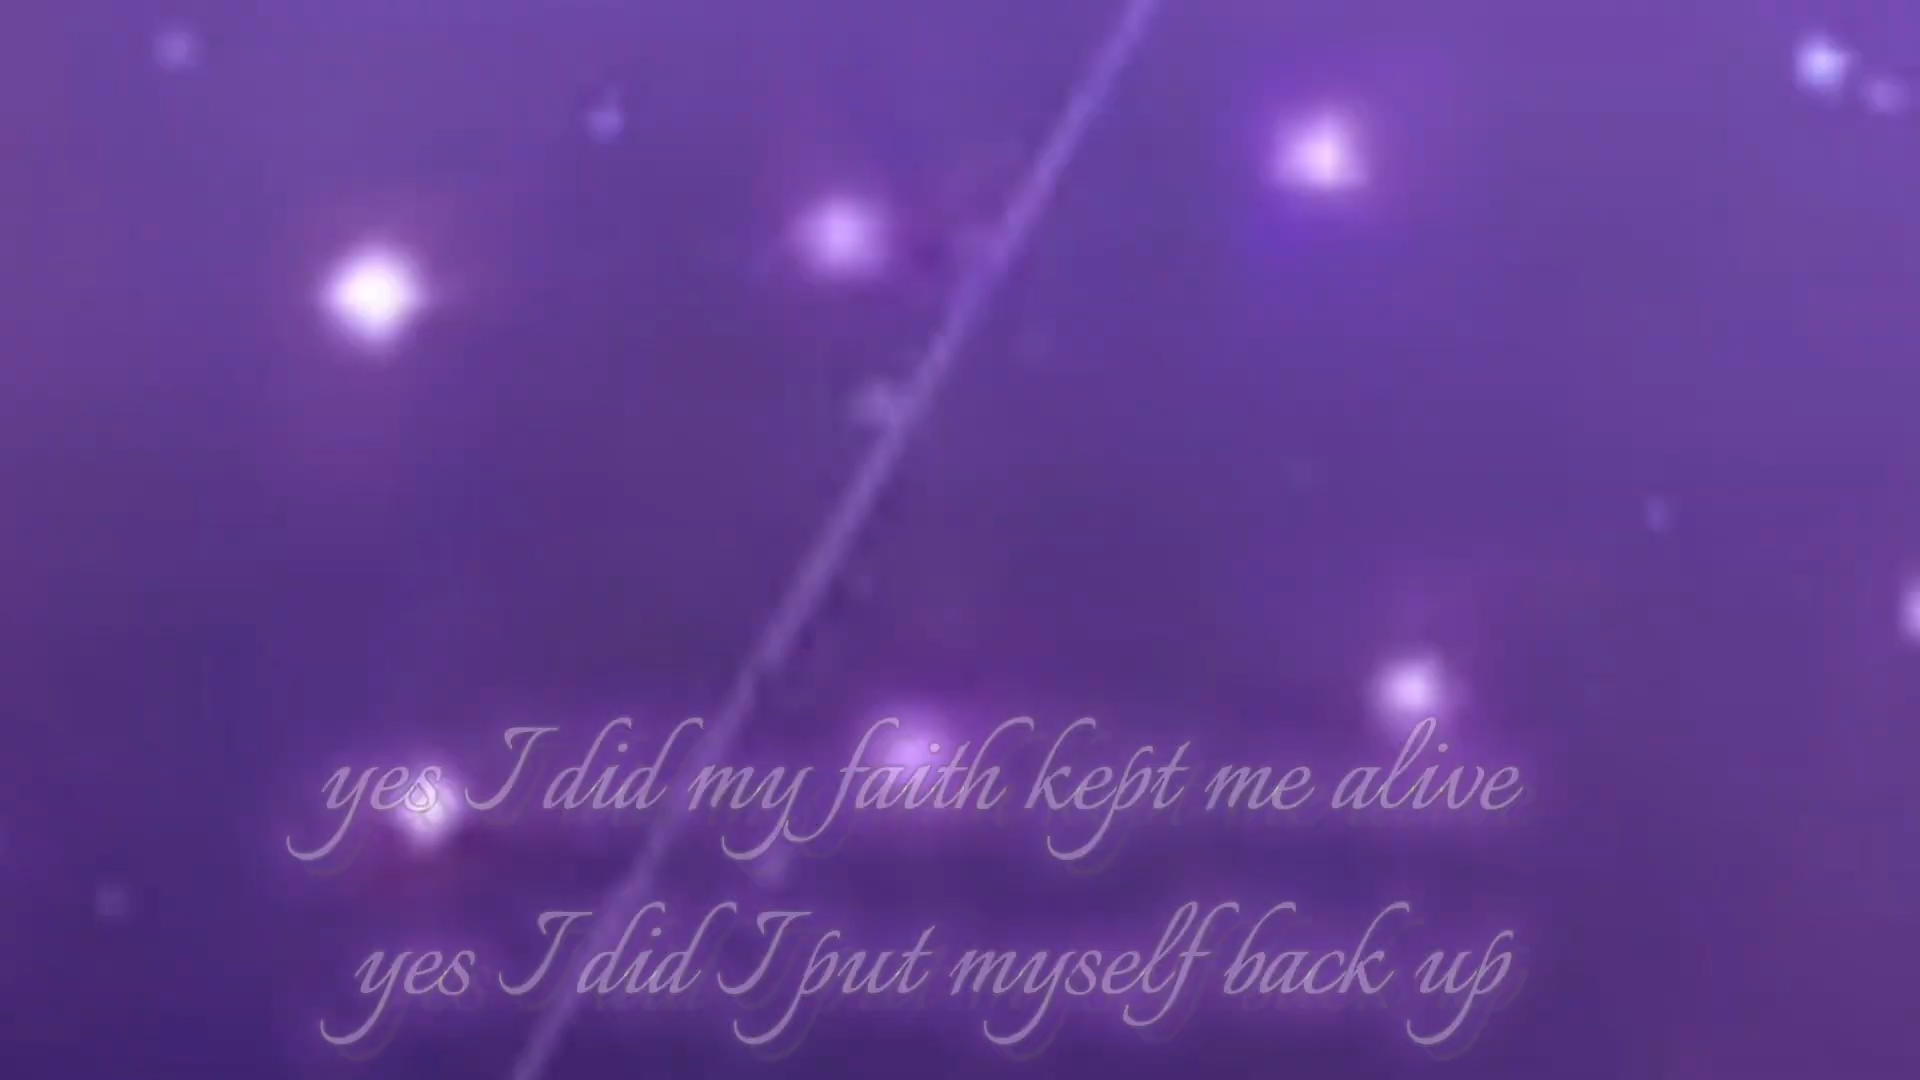 yes I did my faith kept me alive
yes I did I put myself back up